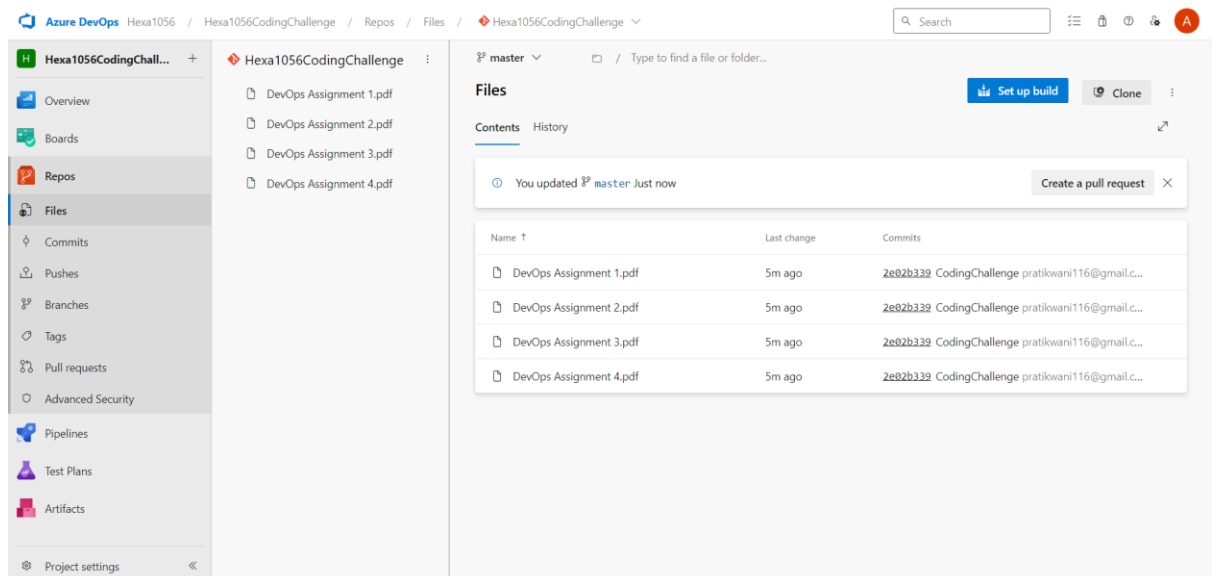 Azure DevOps Hexa1056 / Hexa1056CodingChallenge / Repos / Files / Hexa1056CodingChallenge
Search
A
H Hexa1056CodingChall... +
Overview
Boards
Repos
Files
Commits
Pushes
Branches
Tags
Pull requests
Advanced Security
Pipelines
Test Plans
Artifacts
Project settings
Hexa1056CodingChallenge
DevOps Assignment 1.pdf
DevOps Assignment 2.pdf
DevOps Assignment 3.pdf
DevOps Assignment 4.pdf
master / Type to find a file or folder...
Files
Set up build
Clone
Contents History
You updated master Just now
Create a pull request
Name ↑ Last change Commits
DevOps Assignment 1.pdf 5m ago 2e02b339 CodingChallenge pratikwani116@gmail.c...
DevOps Assignment 2.pdf 5m ago 2e02b339 CodingChallenge pratikwani116@gmail.c...
DevOps Assignment 3.pdf 5m ago 2e02b339 CodingChallenge pratikwani116@gmail.c...
DevOps Assignment 4.pdf 5m ago 2e02b339 CodingChallenge pratikwani116@gmail.c...